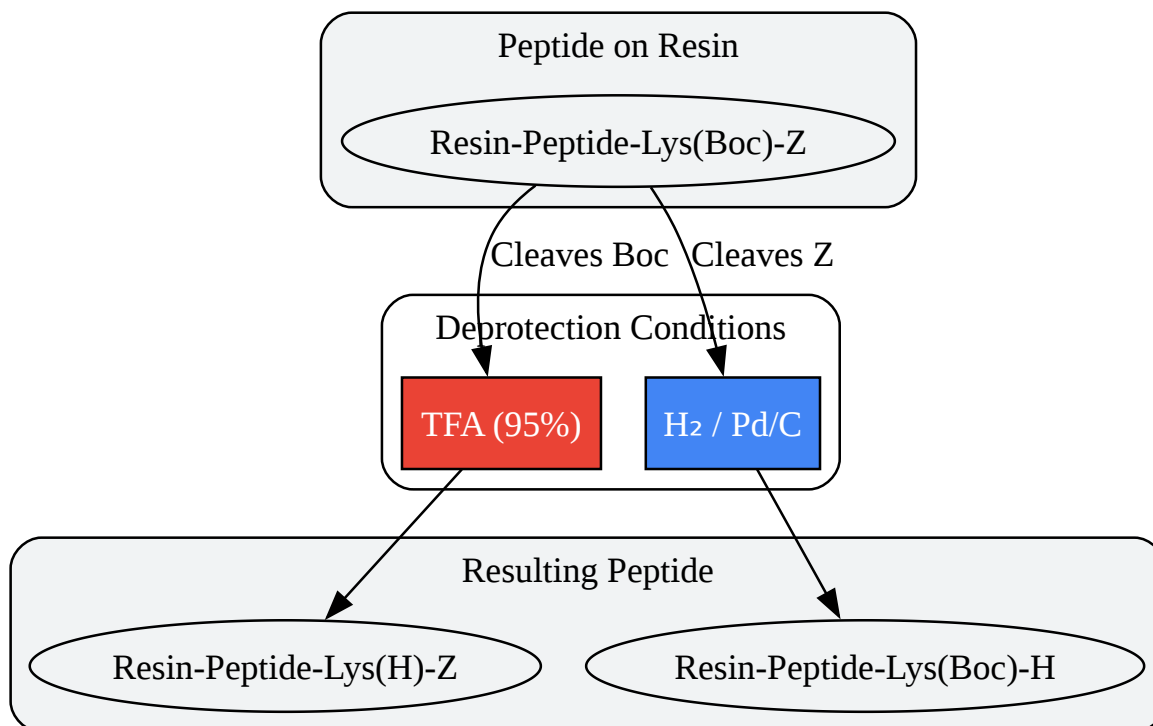 Peptide on Resin
Resin-Peptide-Lys(Boc)-Z
Cleaves Boc
Cleaves Z
Deprotection Conditions
TFA (95%)
H₂ / Pd/C
Resulting Peptide
Resin-Peptide-Lys(H)-Z
Resin-Peptide-Lys(Boc)-H